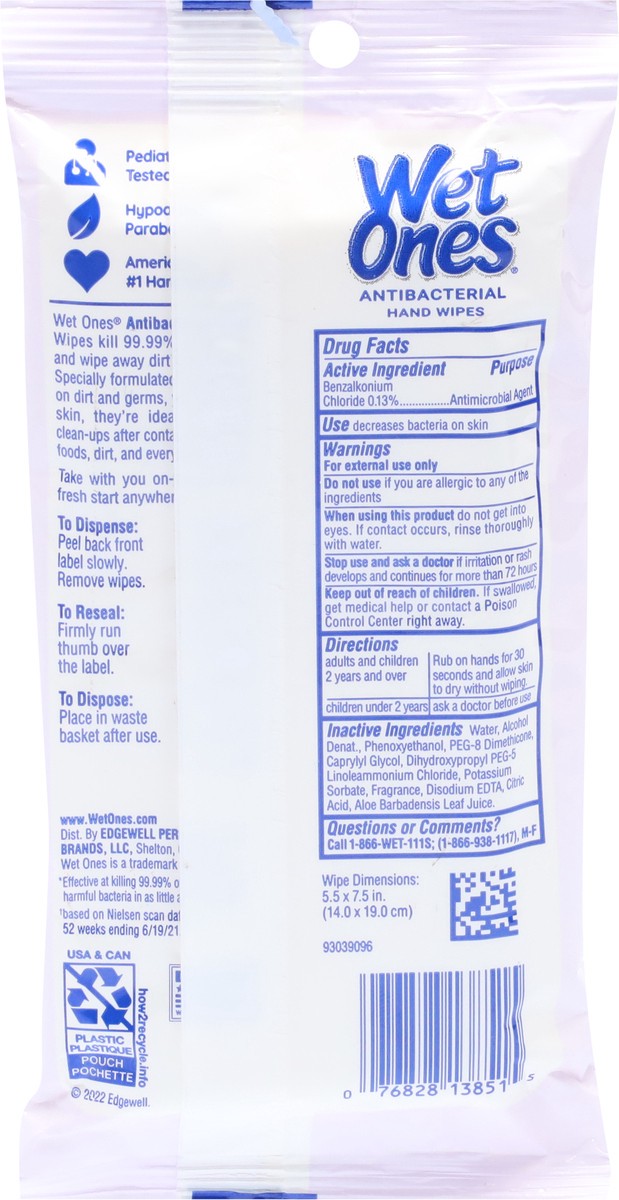 Pediat
Tested
Hypoa
Parab
Americ
#1 Har
Wet Ones® Antibac
Wipes kill 99.99%
and wipe away dirt
Specially formulated
on dirt and germs,
skin, they're idea
clean-ups after conta
foods, dirt, and every
Take with you on-
fresh start anywher
To Dispense:
Peel back front
label slowly.
Remove wipes.
To Reseal:
Firmly run
thumb over
the label.
To Dispose:
Place in waste
basket after use.
www.WetOnes.com
Dist. By EDGEWELL PER
BRANDS, LLC, Shelton,
Wet Ones is a trademark
*Effective at killing 99.99% o
harmful bacteria in as little a
†based on Nielsen scan dat
52 weeks ending 6/19/21
USA & CAN
PLASTIC
PLASTIQUE
POUCH
POCHETTE
how2recycle.info
© 2022 Edgewell.
Wet
Ones®
ANTIBACTERIAL
HAND WIPES
Drug Facts
Active Ingredient Purpose
Benzalkonium
Chloride 0.13%................Antimicrobial Agent
Use decreases bacteria on skin
Warnings
For external use only
Do not use if you are allergic to any of the
ingredients
When using this product do not get into
eyes. If contact occurs, rinse thoroughly
with water.
Stop use and ask a doctor if irritation or rash
develops and continues for more than 72 hours
Keep out of reach of children. If swallowed,
get medical help or contact a Poison
Control Center right away.
Directions
adults and children
2 years and over
Rub on hands for 30
seconds and allow skin
to dry without wiping.
children under 2 years ask a doctor before use
Inactive Ingredients Water, Alcohol
Denat., Phenoxyethanol, PEG-8 Dimethicone,
Caprylyl Glycol, Dihydroxypropyl PEG-5
Linoleammonium Chloride, Potassium
Sorbate, Fragrance, Disodium EDTA, Citric
Acid, Aloe Barbadensis Leaf Juice.
Questions or Comments?
Call 1-866-WET-111S; (1-866-938-1117), M-F
Wipe Dimensions:
5.5 x 7.5 in.
(14.0 x 19.0 cm)
93039096
0 76828 13851 5